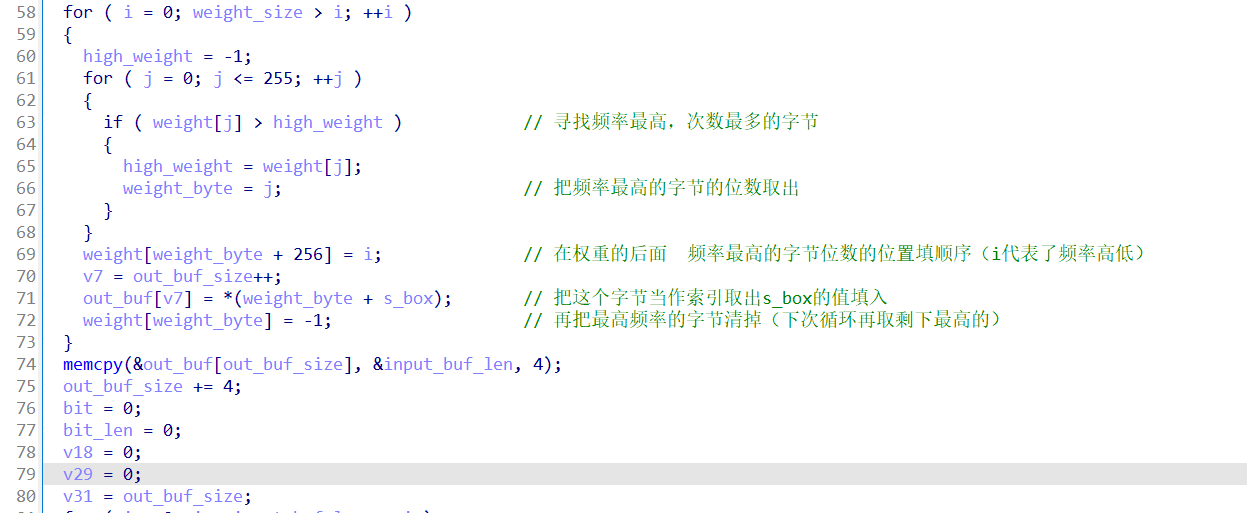 58 for ( i = 0; weight_size > i; ++i )
59 {
60 high_weight = -1;
61 for ( j = 0; j <= 255; ++j )
62 {
63 if ( weight[j] > high_weight ) // 寻找频率最高，次数最多的字节
64 {
65 high_weight = weight[j];
66 weight_byte = j; // 把频率最高的字节的位数取出
67 }
68 }
69 weight[weight_byte + 256] = i; // 在权重的后面 频率最高的字节位数的位置填顺序（i代表了频率高低）
70 v7 = out_buf_size++;
71 out_buf[v7] = *(weight_byte + s_box); // 把这个字节当作索引取出s_box的值填入
72 weight[weight_byte] = -1; // 再把最高频率的字节清掉（下次循环再取剩下最高的）
73 }
74 memcpy(&out_buf[out_buf_size], &input_buf_len, 4);
75 out_buf_size += 4;
76 bit = 0;
77 bit_len = 0;
78 v18 = 0;
79 v29 = 0;
80 v31 = out_buf_size;